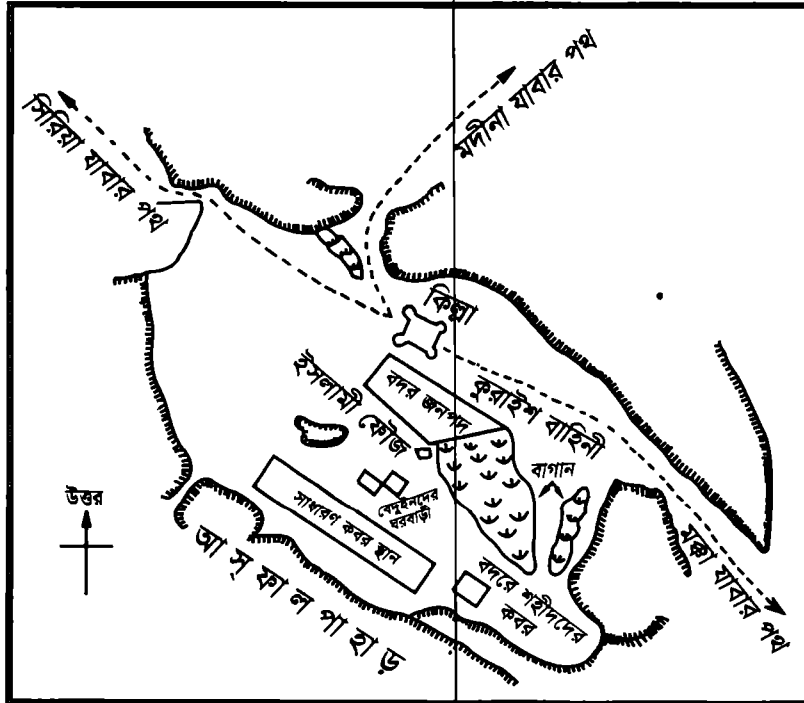 সিরিয়া যাবার পথ
মদীনা যাবার পথ
কিল্লা
ইসলামী ফৌজ
বদর জনপদ
কুরাইশ বাহিনী
বাগান
উত্তর
সাধারণ কবর স্থান
বেদুইনদের
ঘরবাড়ী
বদরে শহীদদের
কবর
মক্কা যাবার পথ
আস্ফাল পাহাড়